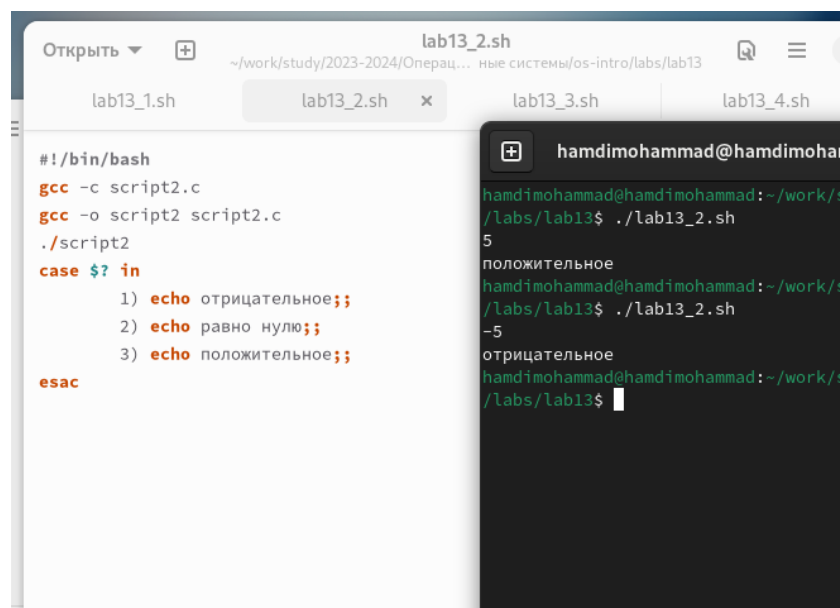 Открыть
lab13_2.sh
~/work/study/2023-2024/Операц... ные системы/os-intro/labs/lab13
lab13_1.sh
lab13_2.sh ×
lab13_3.sh
lab13_4.sh
#!/bin/bash
gcc -c script2.c
gcc -o script2 script2.c
./script2
case $? in
1) echo отрицательное;;
2) echo равно нулю;;
3) echo положительное;;
esac
hamdimohammad@hamdimoha
hamdimohammad@hamdimohammad:~/work/s
/labs/lab13$ ./lab13_2.sh
5
положительное
hamdimohammad@hamdimohammad:~/work/s
/labs/lab13$ ./lab13_2.sh
-5
отрицательное
hamdimohammad@hamdimohammad:~/work/s
/labs/lab13$